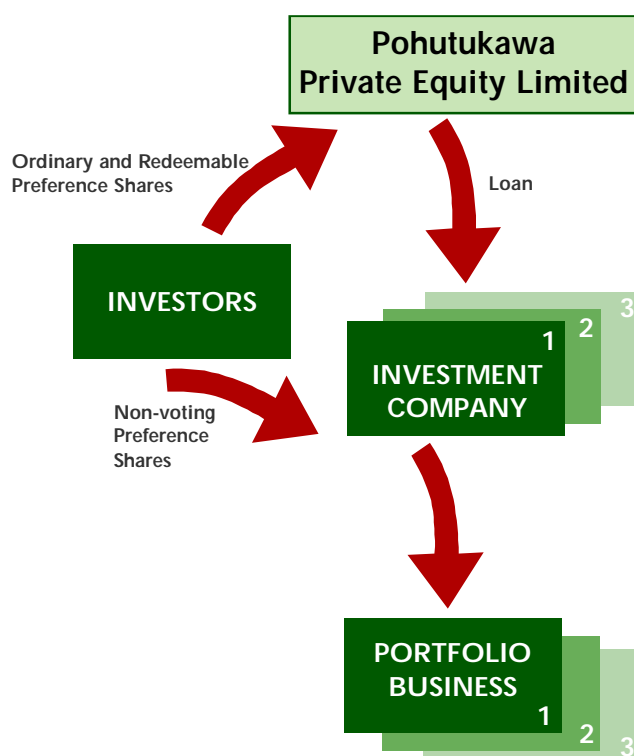 Pohutukawa
Private Equity Limited
Ordinary and Redeemable
Preference Shares
Loan
INVESTORS
3
2
1
INVESTMENT
COMPANY
Non-voting
Preference
Shares
PORTFOLIO
BUSINESS
1
2
3